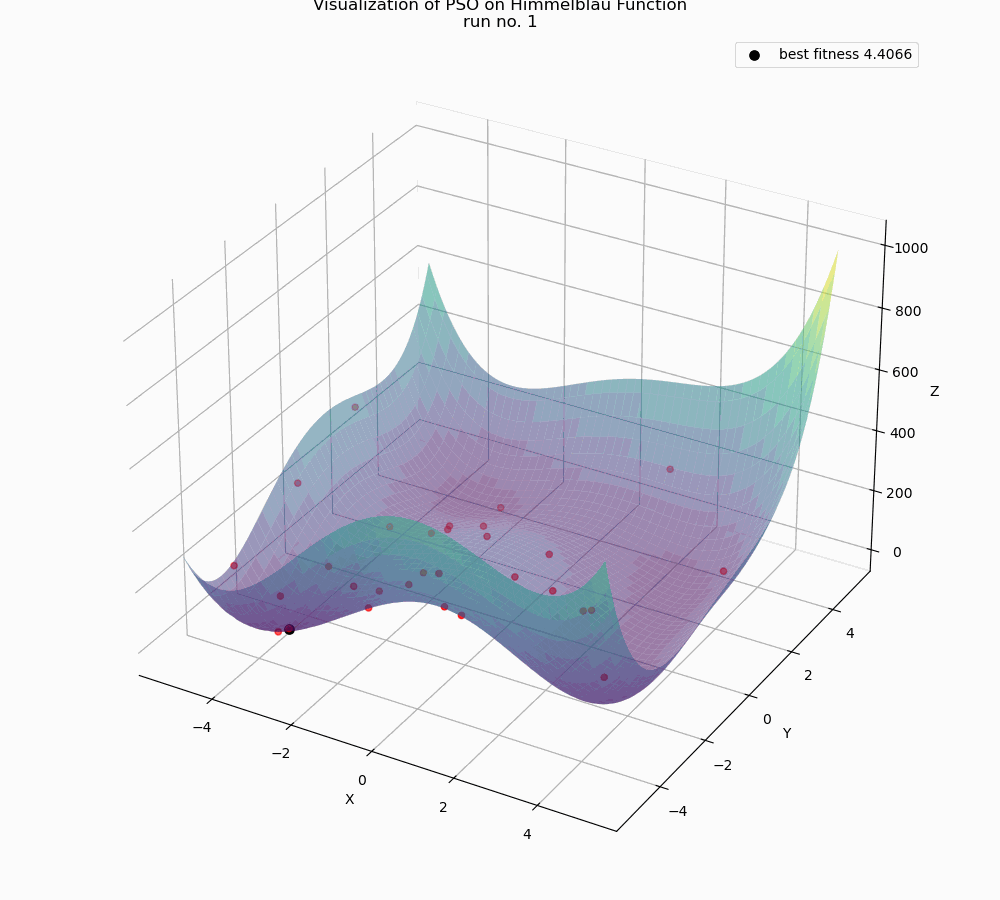 Visualization of PSO on Himmelblau Function
run no. 1
best fitness 4.4066
1000
800
600
400
200
0
Z
4
2
0
−2
−4
Y
−4
−2
0
2
4
X